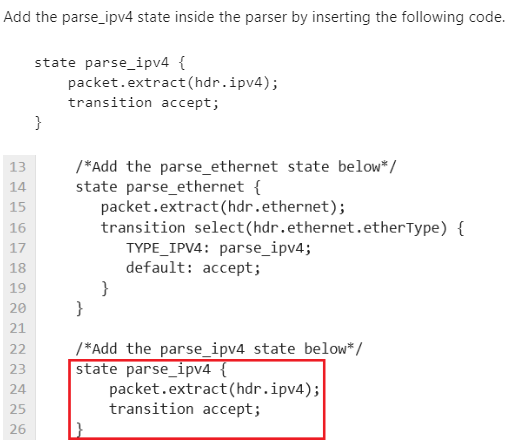 Add the parse_ipv4 state inside the parser by inserting the following code.
state parse_ipv4 {
    packet.extract(hdr.ipv4);
    transition accept;
}
13     /*Add the parse_ethernet state below*/
14     state parse_ethernet {
15        packet.extract(hdr.ethernet);
16        transition select(hdr.ethernet.etherType) {
17           TYPE_IPV4: parse_ipv4;
18           default: accept;
19        }
20     }
21
22     /*Add the parse_ipv4 state below*/
23     state parse_ipv4 {
24         packet.extract(hdr.ipv4);
25         transition accept;
26     }